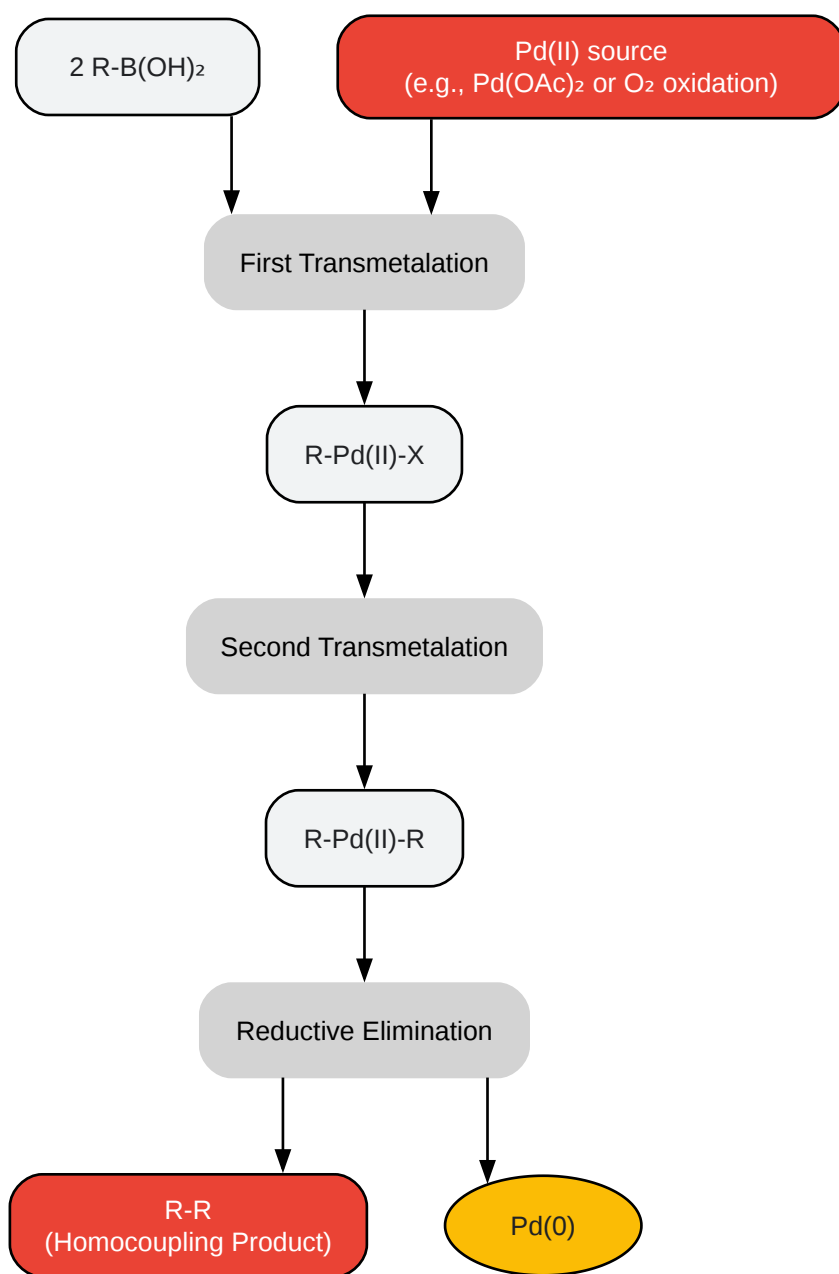 2 R-B(OH)₂
Pd(II) source
(e.g., Pd(OAc)₂ or O₂ oxidation)
First Transmetalation
R-Pd(II)-X
Second Transmetalation
R-Pd(II)-R
Reductive Elimination
R-R
(Homocoupling Product)
Pd(0)